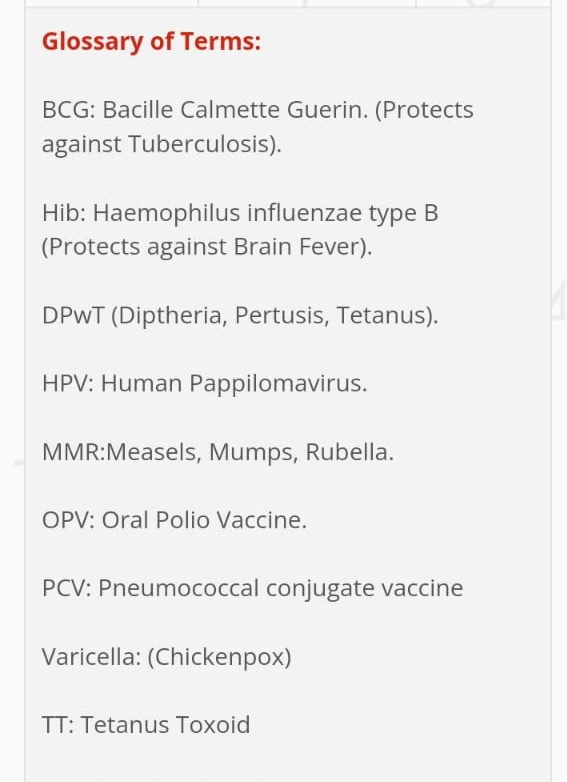 Glossary of Terms:
BCG: Bacille Calmette Guerin. (Protects
against Tuberculosis).
Hib: Haemophilus influenzae type B
(Protects against Brain Fever).
DPwT (Diptheria, Pertusis, Tetanus).
HPV: Human Pappilomavirus.
MMR:Measels, Mumps, Rubella.
OPV: Oral Polio Vaccine.
PCV: Pneumococcal conjugate vaccine
Varicella: (Chickenpox)
TT: Tetanus Toxoid